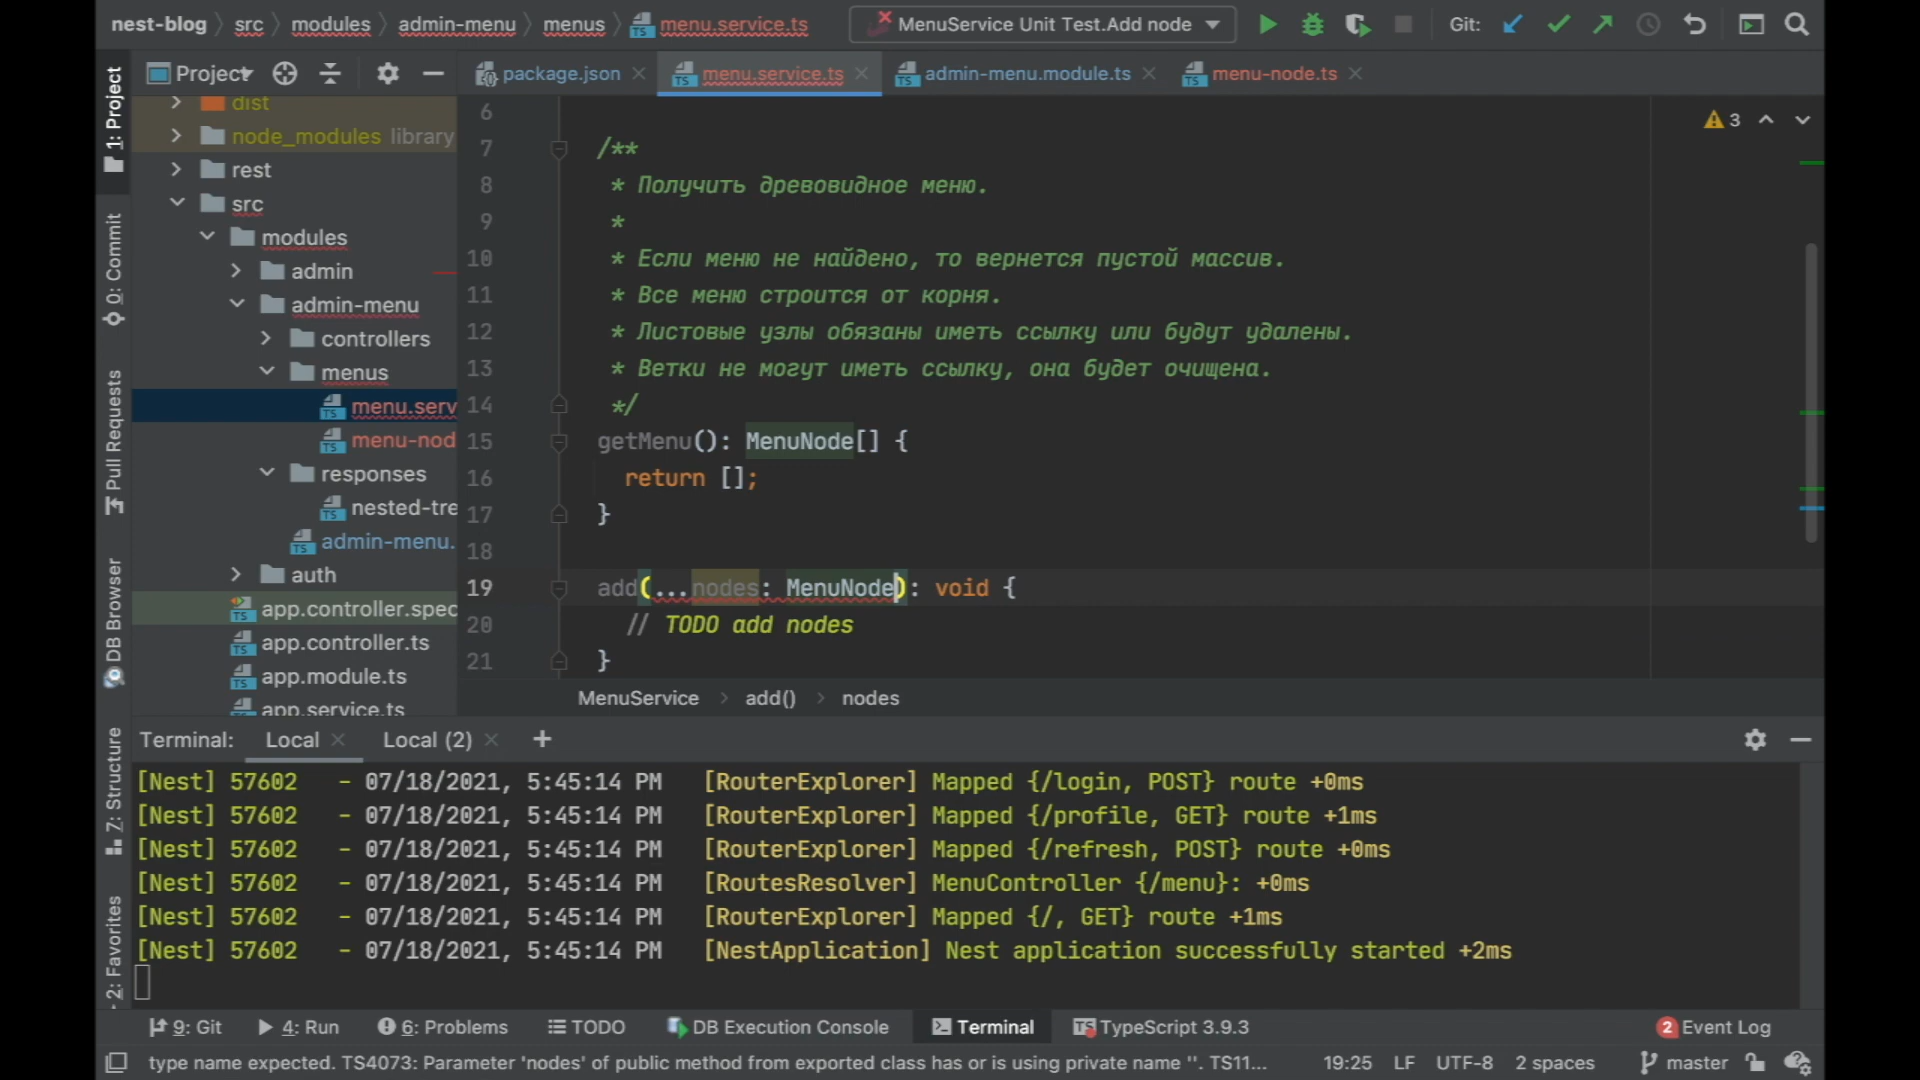 nest-blog src modules admin-menu menus menu.service.ts MenuService Unit Test.Add node Git:
Project package.json menu.service.ts admin-menu.module.ts menu-node.ts
1: Project
0: Commit
Pull Requests
DB Browser
Z: Structure
2: Favorites
dist
node_modules library
rest
src
modules
admin
admin-menu
controllers
menus
menu.serv
menu-nod
responses
nested-tre
admin-menu.
auth
app.controller.spec
app.controller.ts
app.module.ts
app.service.ts
3
6
7 /**
8 * Получить древовидное меню.
9 *
10 * Если меню не найдено, то вернется пустой массив.
11 * Все меню строится от корня.
12 * Листовые узлы обязаны иметь ссылку или будут удалены.
13 * Ветки не могут иметь ссылку, она будет очищена.
14 */
15 getMenu(): MenuNode[] {
16 return [];
17 }
18
19 add(...nodes: MenuNode): void {
20 // TODO add nodes
21 }
MenuService add() nodes
Terminal: Local Local (2)
[Nest] 57602 - 07/18/2021, 5:45:14 PM [RouterExplorer] Mapped {/login, POST} route +0ms
[Nest] 57602 - 07/18/2021, 5:45:14 PM [RouterExplorer] Mapped {/profile, GET} route +1ms
[Nest] 57602 - 07/18/2021, 5:45:14 PM [RouterExplorer] Mapped {/refresh, POST} route +0ms
[Nest] 57602 - 07/18/2021, 5:45:14 PM [RoutesResolver] MenuController {/menu}: +0ms
[Nest] 57602 - 07/18/2021, 5:45:14 PM [RouterExplorer] Mapped {/, GET} route +1ms
[Nest] 57602 - 07/18/2021, 5:45:14 PM [NestApplication] Nest application successfully started +2ms
9: Git 4: Run 6: Problems TODO DB Execution Console Terminal TypeScript 3.9.3 2 Event Log
type name expected. TS4073: Parameter 'nodes' of public method from exported class has or is using private name ''. TS11... 19:25 LF UTF-8 2 spaces master